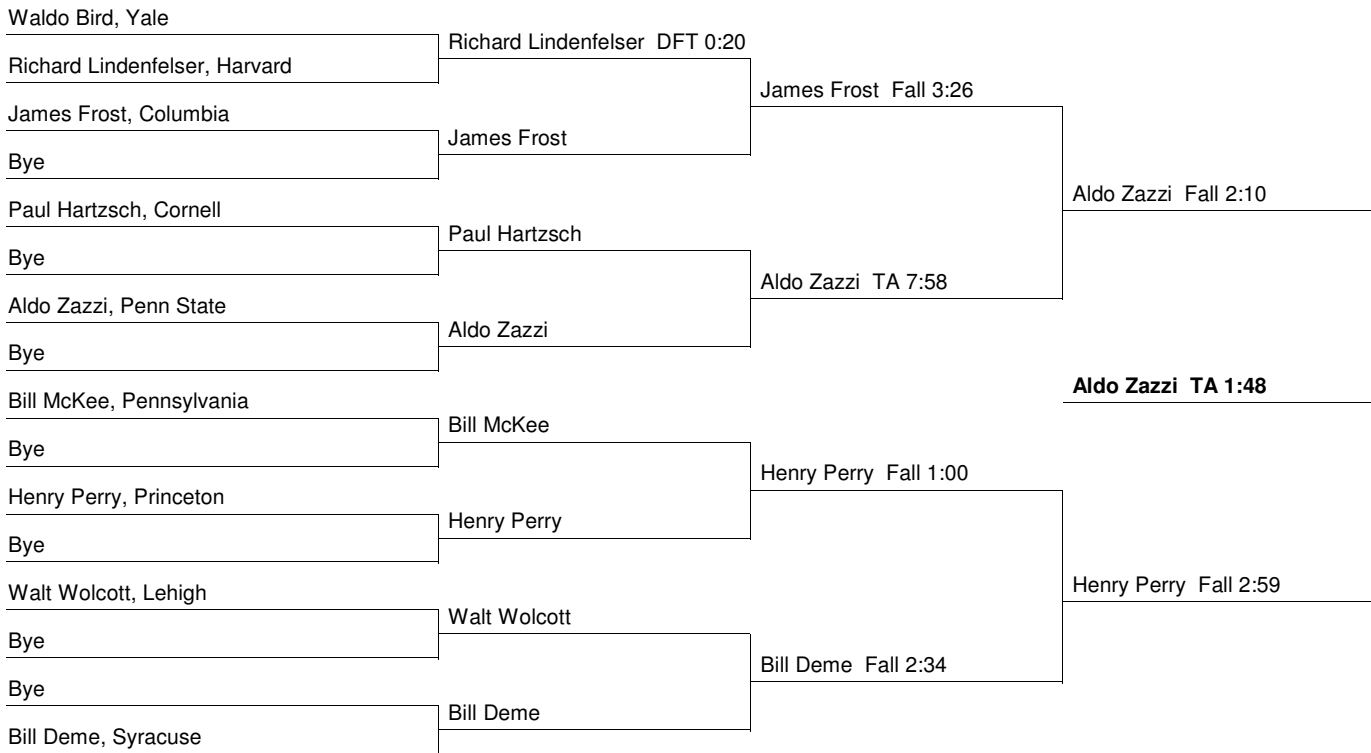 Waldo Bird, Yale
Richard Lindenfelser, Harvard
James Frost, Columbia
Bye
Paul Hartzsch, Cornell
Bye
Aldo Zazzi, Penn State
Bye
Bill McKee, Pennsylvania
Bye
Henry Perry, Princeton
Bye
Walt Wolcott, Lehigh
Bye
Bye
Bill Deme, Syracuse
Richard Lindenfelser DFT 0:20
James Frost
Paul Hartzsch
Aldo Zazzi
Bill McKee
Henry Perry
Walt Wolcott
Bill Deme
James Frost Fall 3:26
Aldo Zazzi TA 7:58
Henry Perry Fall 1:00
Bill Deme Fall 2:34
Aldo Zazzi Fall 2:10
Aldo Zazzi TA 1:48
Henry Perry Fall 2:59